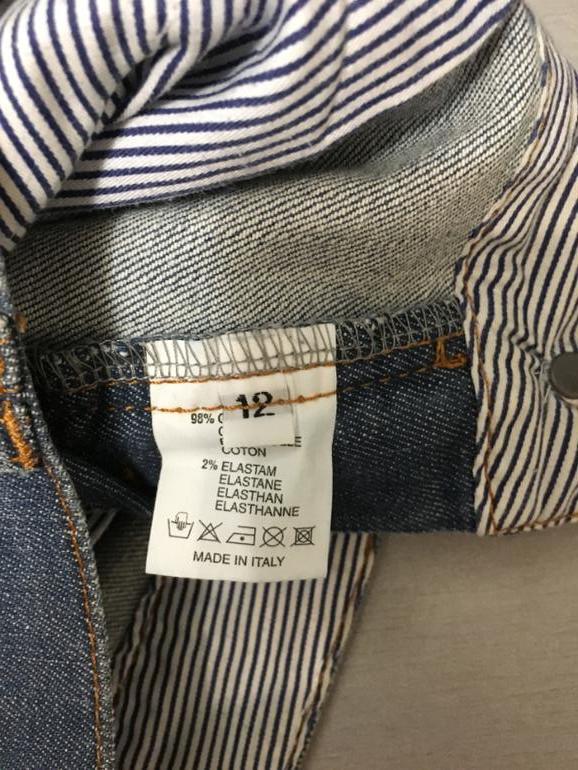 12
98%
COTON
2% ELASTAM
ELASTANE
ELASTHAN
ELASTHANNE
MADE IN ITALY